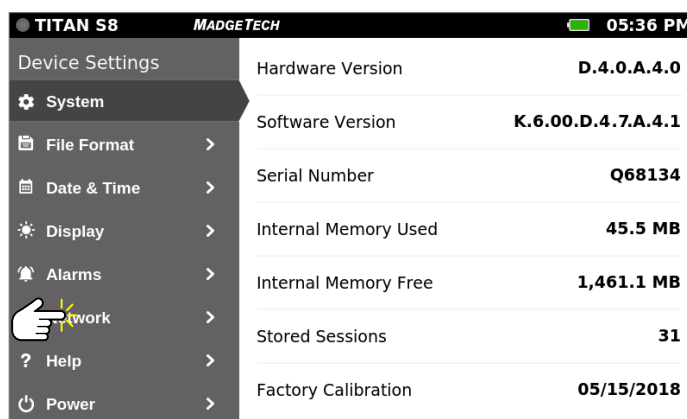 TITAN S8 MADGETECH 05:36 PM
Device Settings
System
File Format
Date & Time
Display
Alarms
Help
Power
Hardware Version D.4.0.A.4.0
Software Version K.6.00.D.4.7.A.4.1
Serial Number Q68134
Internal Memory Used 45.5 MB
Internal Memory Free 1,461.1 MB
Stored Sessions 31
Factory Calibration 05/15/2018